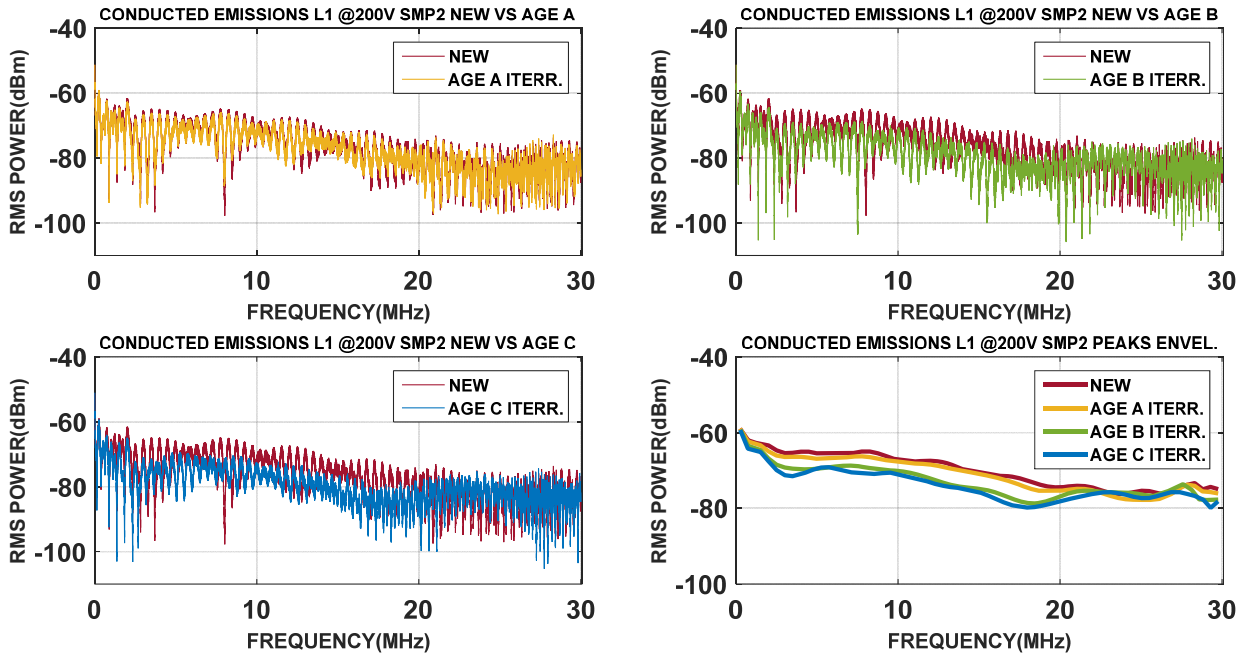 CONDUCTED EMISSIONS L1 @200V SMP2 NEW VS AGE A
RMS POWER(dBm)
-40
-60
-80
-100
NEW
AGE A ITERR.
0
10
20
30
FREQUENCY(MHz)
CONDUCTED EMISSIONS L1 @200V SMP2 NEW VS AGE B
RMS POWER(dBm)
-40
-60
-80
-100
NEW
AGE B ITERR.
0
10
20
30
FREQUENCY(MHz)
CONDUCTED EMISSIONS L1 @200V SMP2 NEW VS AGE C
RMS POWER(dBm)
-40
-60
-80
-100
NEW
AGE C ITERR.
0
10
20
30
FREQUENCY(MHz)
CONDUCTED EMISSIONS L1 @200V SMP2 PEAKS ENVEL.
RMS POWER(dBm)
-40
-60
-80
-100
NEW
AGE A ITERR.
AGE B ITERR.
AGE C ITERR.
0
10
20
30
FREQUENCY(MHz)